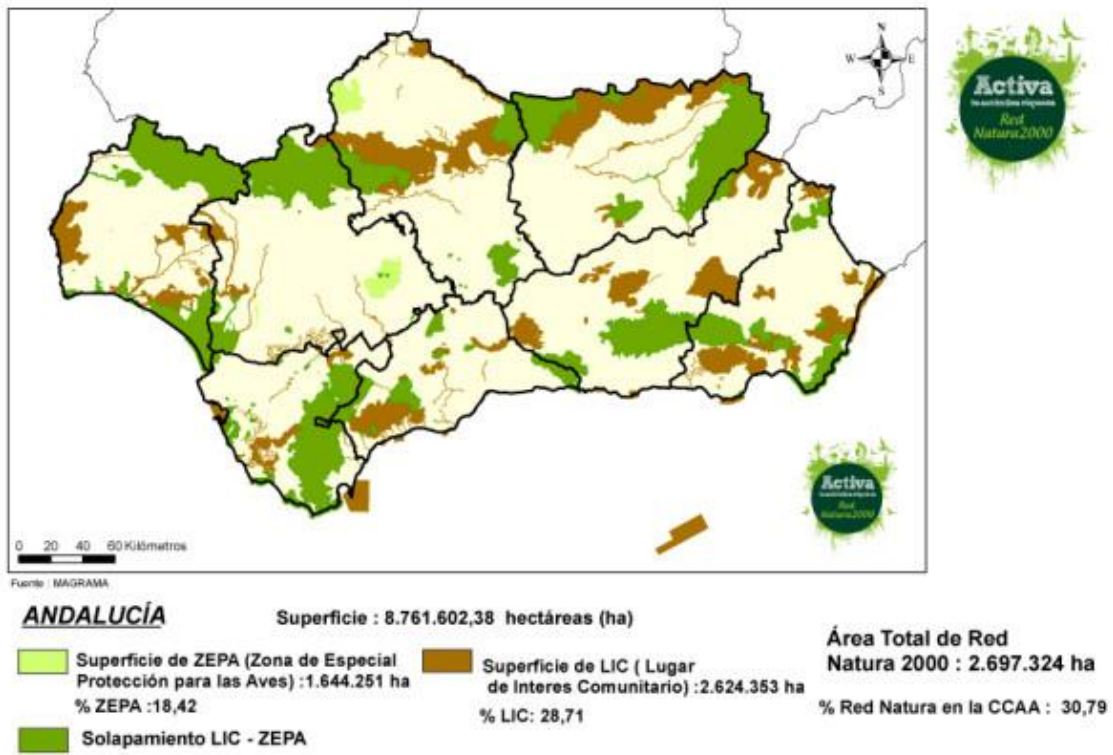 N
W E
S
Activa
Red
Natura2000
Activa
Red
Natura2000
0 20 40 60 Kilómetros
Fuente : MAGRAMA
ANDALUCÍA
Superficie : 8.761.602,38 hectáreas (ha)
Superficie de ZEPA (Zona de Especial
Protección para las Aves) :1.644.251 ha
% ZEPA :18,42
Superficie de LIC ( Lugar
de Interes Comunitario) :2.624.353 ha
% LIC: 28,71
Área Total de Red
Natura 2000 : 2.697.324 ha
% Red Natura en la CCAA : 30,79
Solapamiento LIC - ZEPA